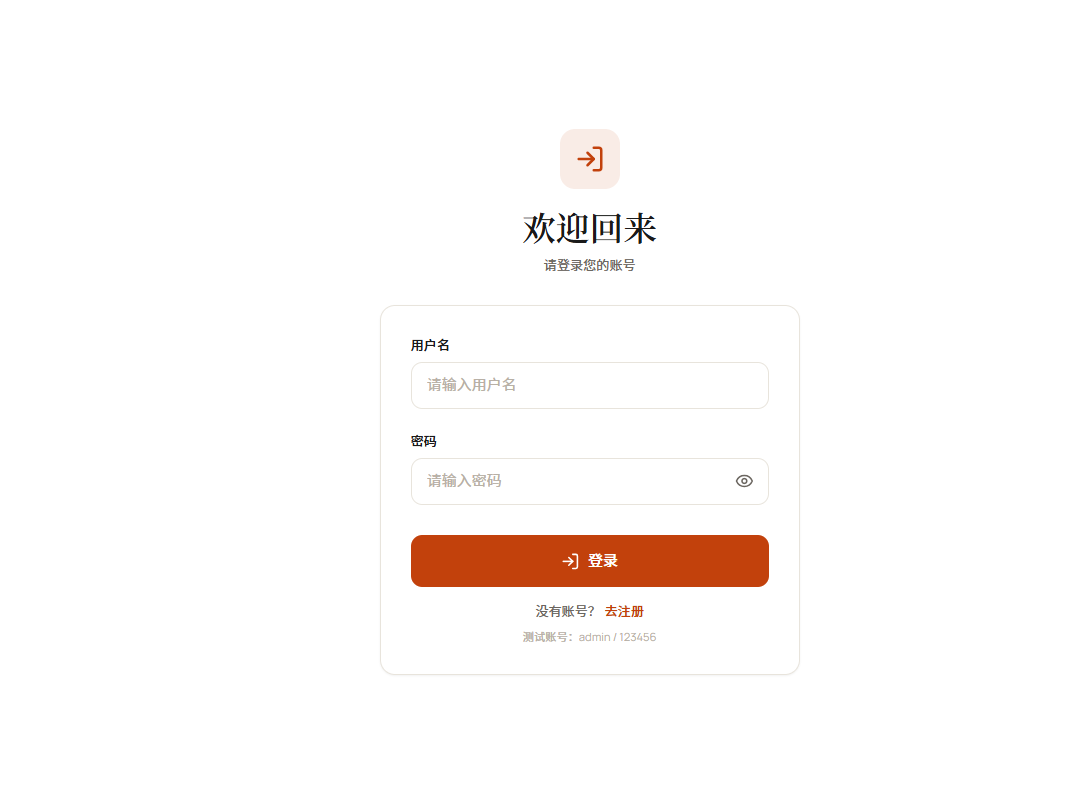 欢迎回来
请登录您的账号
用户名
请输入用户名
密码
请输入密码
登录
没有账号? 去注册
测试账号：admin / 123456